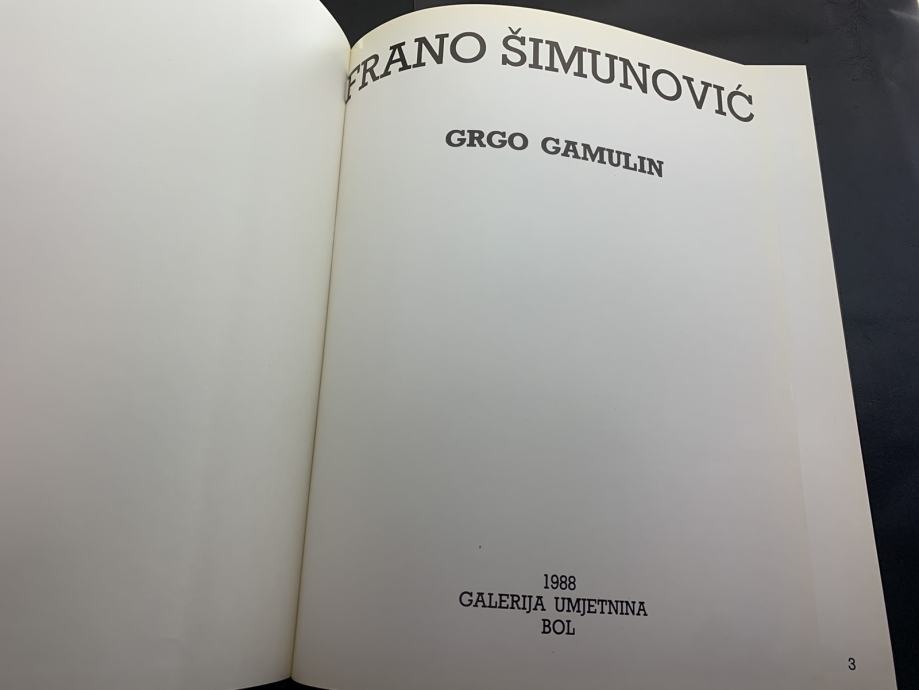 FRANO ŠIMUNOVIĆ
GRGO GAMULIN
1988
GALERIJA UMJETNINA
BOL
3